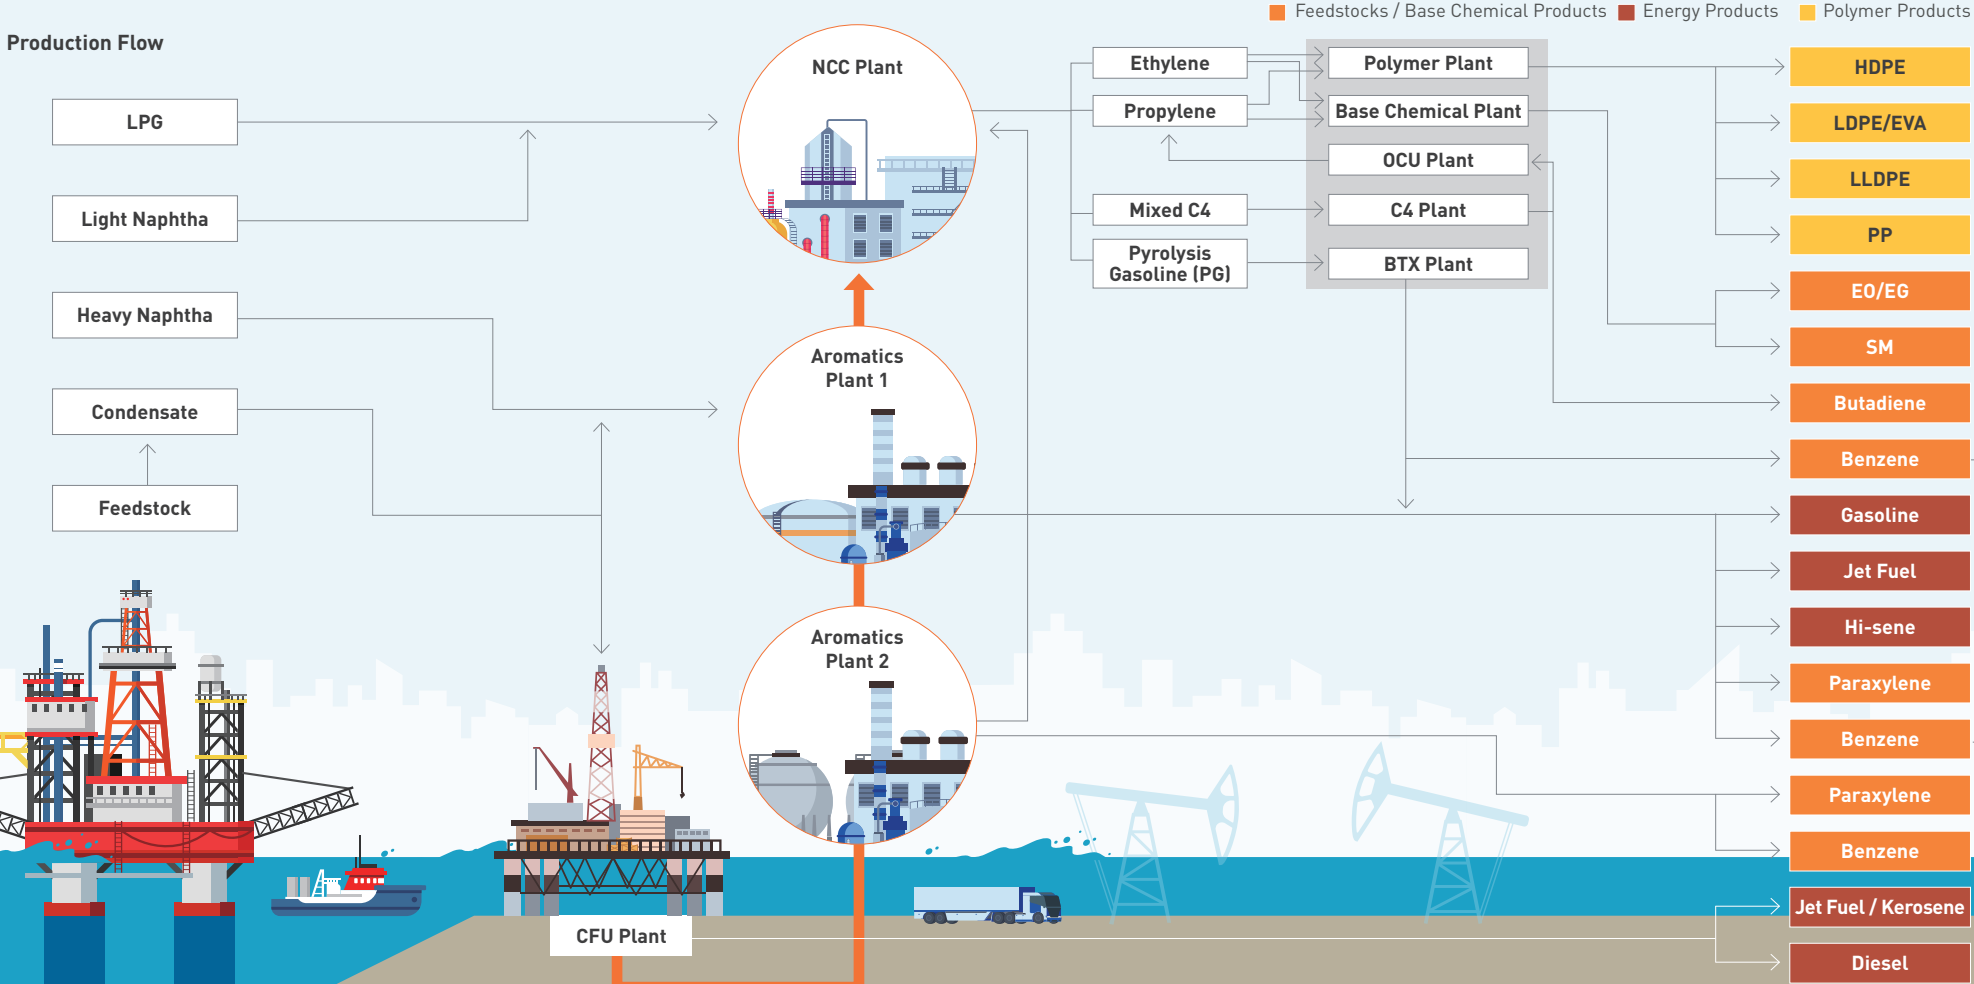 Feedstocks / Base Chemical Products
Energy Products
Polymer Products
Production Flow
LPG
Light Naphtha
Heavy Naphtha
Condensate
Feedstock
NCC Plant
Aromatics
Plant 1
Aromatics
Plant 2
CFU Plant
Ethylene
Propylene
Mixed C4
Pyrolysis
Gasoline (PG)
Polymer Plant
Base Chemical Plant
OCU Plant
C4 Plant
BTX Plant
HDPE
LDPE/EVA
LLDPE
PP
EO/EG
SM
Butadiene
Benzene
Gasoline
Jet Fuel
Hi-sene
Paraxylene
Benzene
Paraxylene
Benzene
Jet Fuel / Kerosene
Diesel